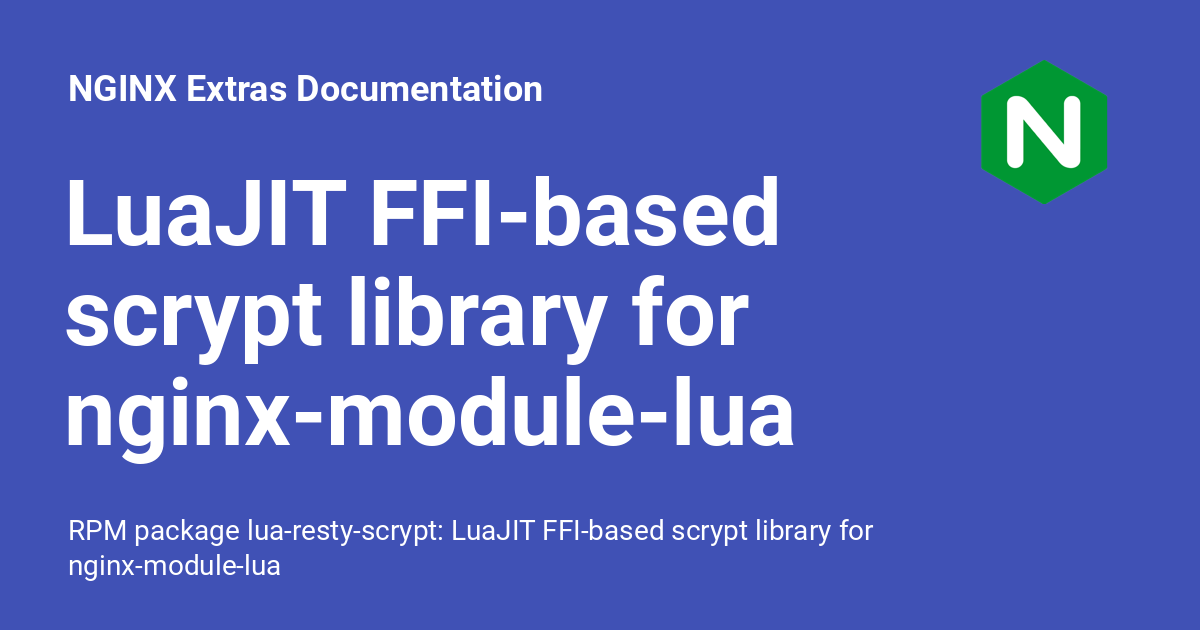 NGINX Extras Documentation
N
LuaJIT FFI-based
scrypt library for
nginx-module-lua
RPM package lua-resty-scrypt: LuaJIT FFI-based scrypt library for
nginx-module-lua